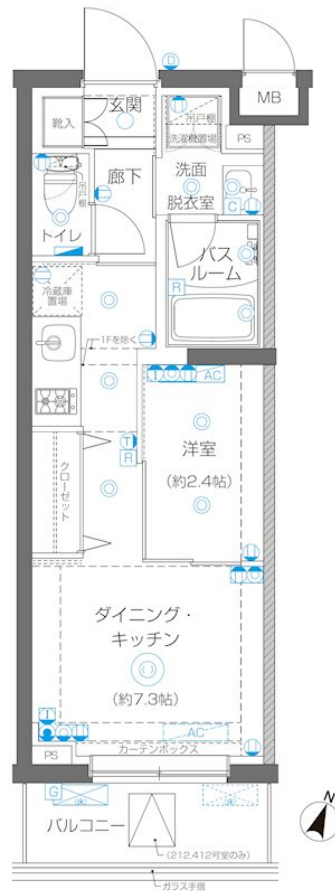 D
MB
玄関
靴入
吊戸棚
洗濯機置場
PS
廊下
洗面
脱衣室
C
吊戸棚
トイレ
バス
ルーム
R
冷蔵庫
置場
1Fを除く
AC
T
R
洋室
(約2.4帖)
クローゼット
ダイニング・
キッチン
(約7.3帖)
AC
PS
カーテンボックス
G
バルコニー
(212,412号室のみ)
ガラス手摺
N